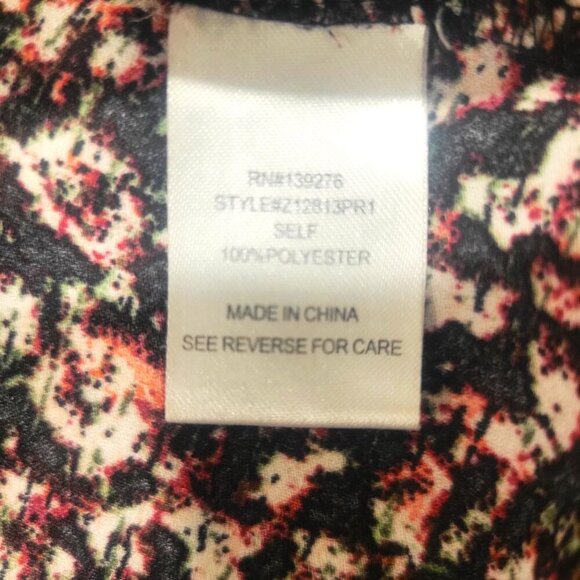 RN#139276
STYLE#Z12813PR1
SELF
100%POLYESTER
MADE IN CHINA
SEE REVERSE FOR CARE